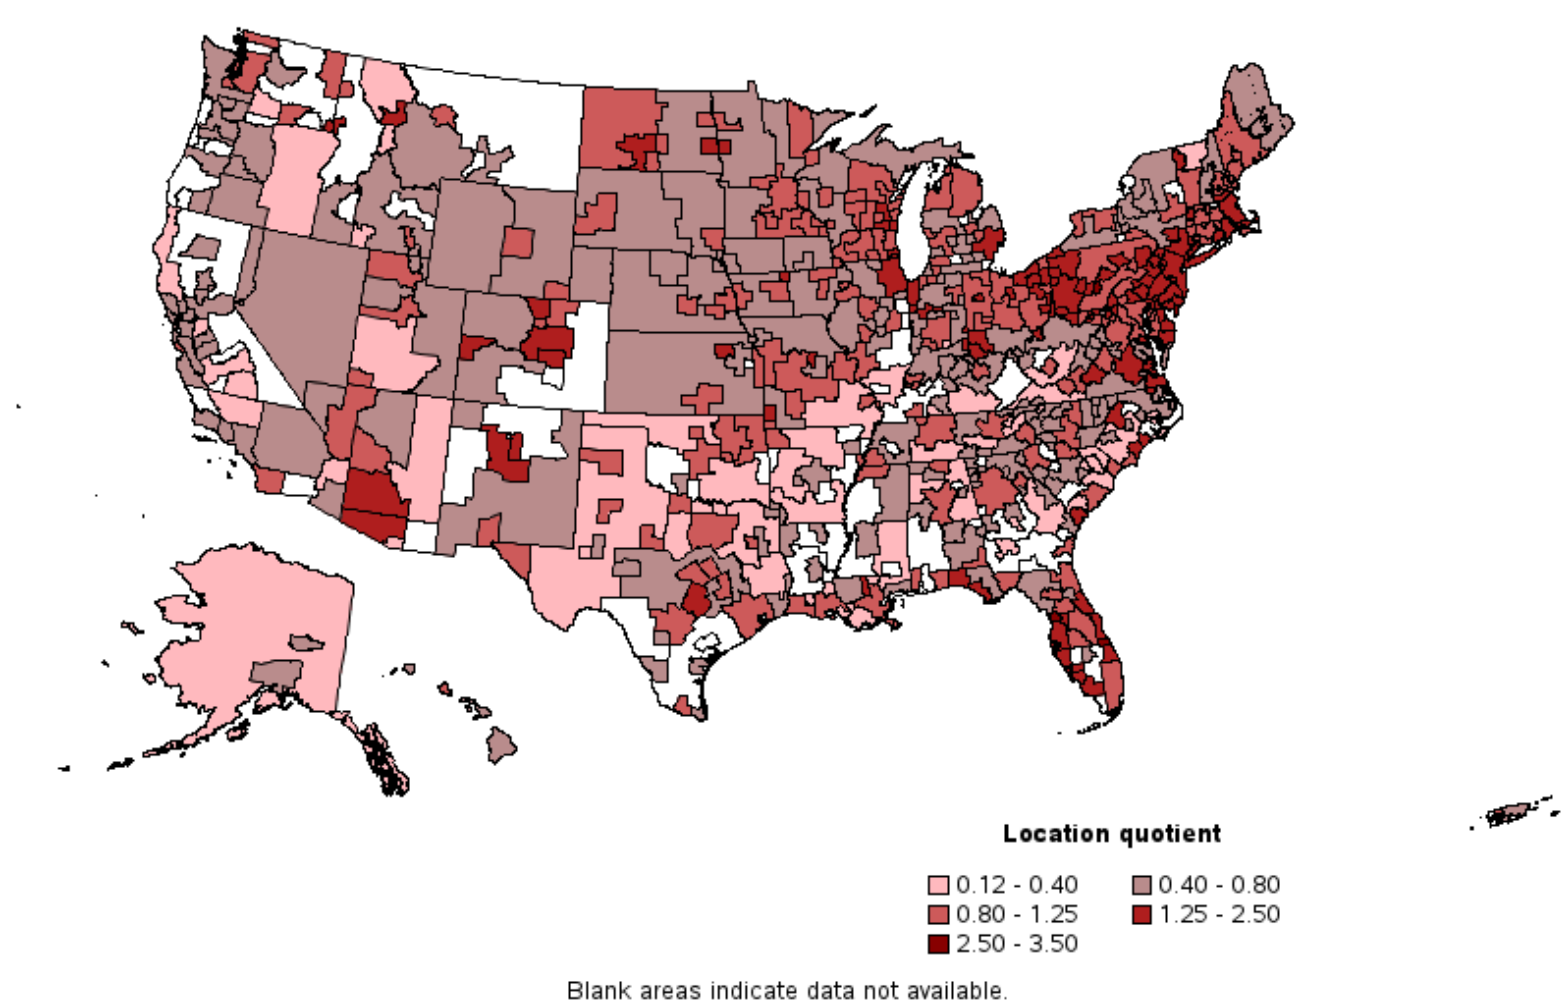 Location quotient
0.12 - 0.40 0.40 - 0.80
0.80 - 1.25 1.25 - 2.50
2.50 - 3.50
Blank areas indicate data not available.